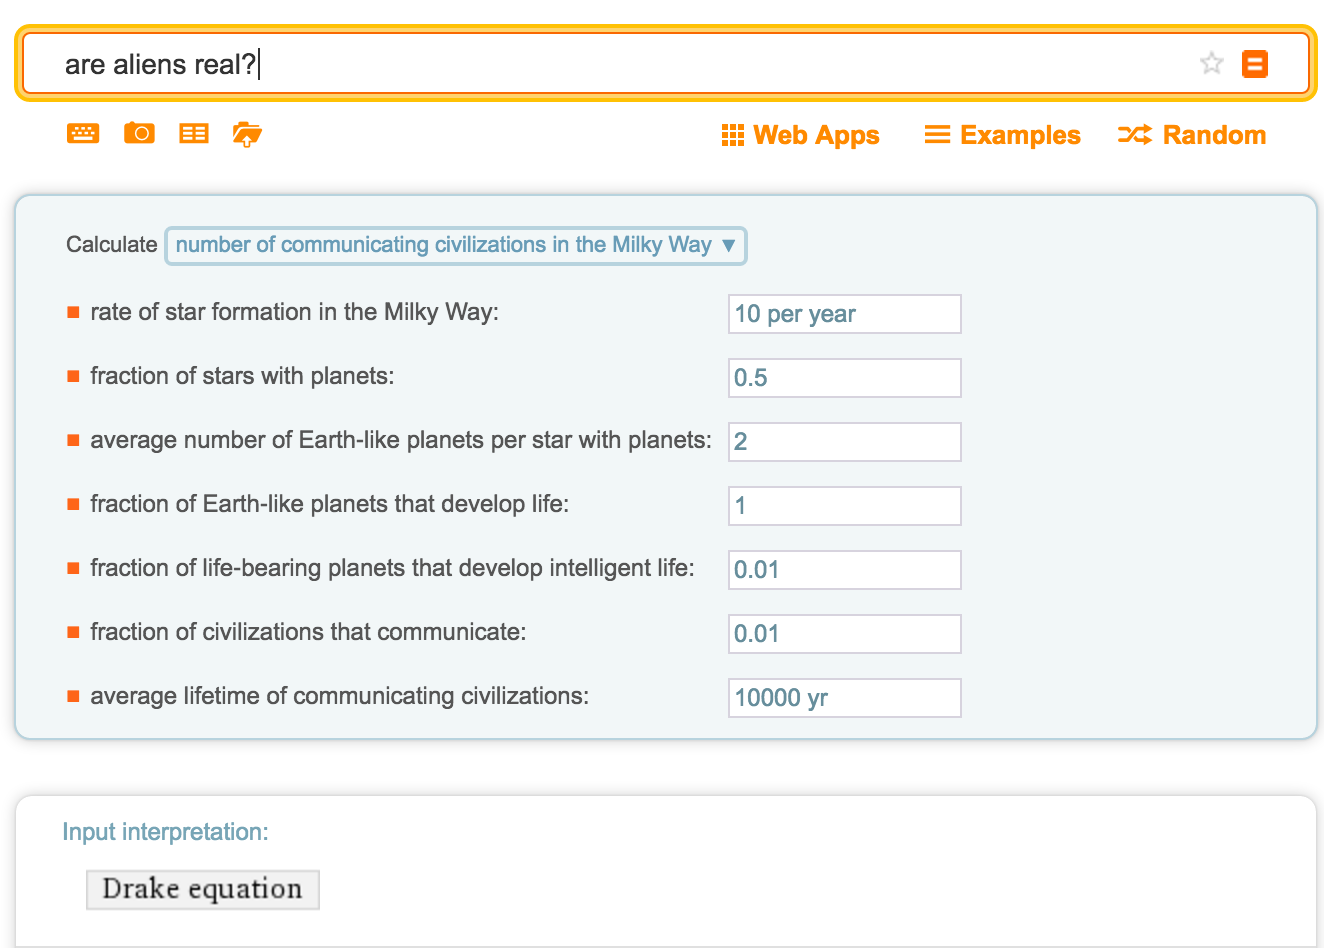 are aliens real?
Web Apps Examples Random
Calculate number of communicating civilizations in the Milky Way ▼
rate of star formation in the Milky Way: 10 per year
fraction of stars with planets: 0.5
average number of Earth-like planets per star with planets: 2
fraction of Earth-like planets that develop life: 1
fraction of life-bearing planets that develop intelligent life: 0.01
fraction of civilizations that communicate: 0.01
average lifetime of communicating civilizations: 10000 yr
Input interpretation:
Drake equation